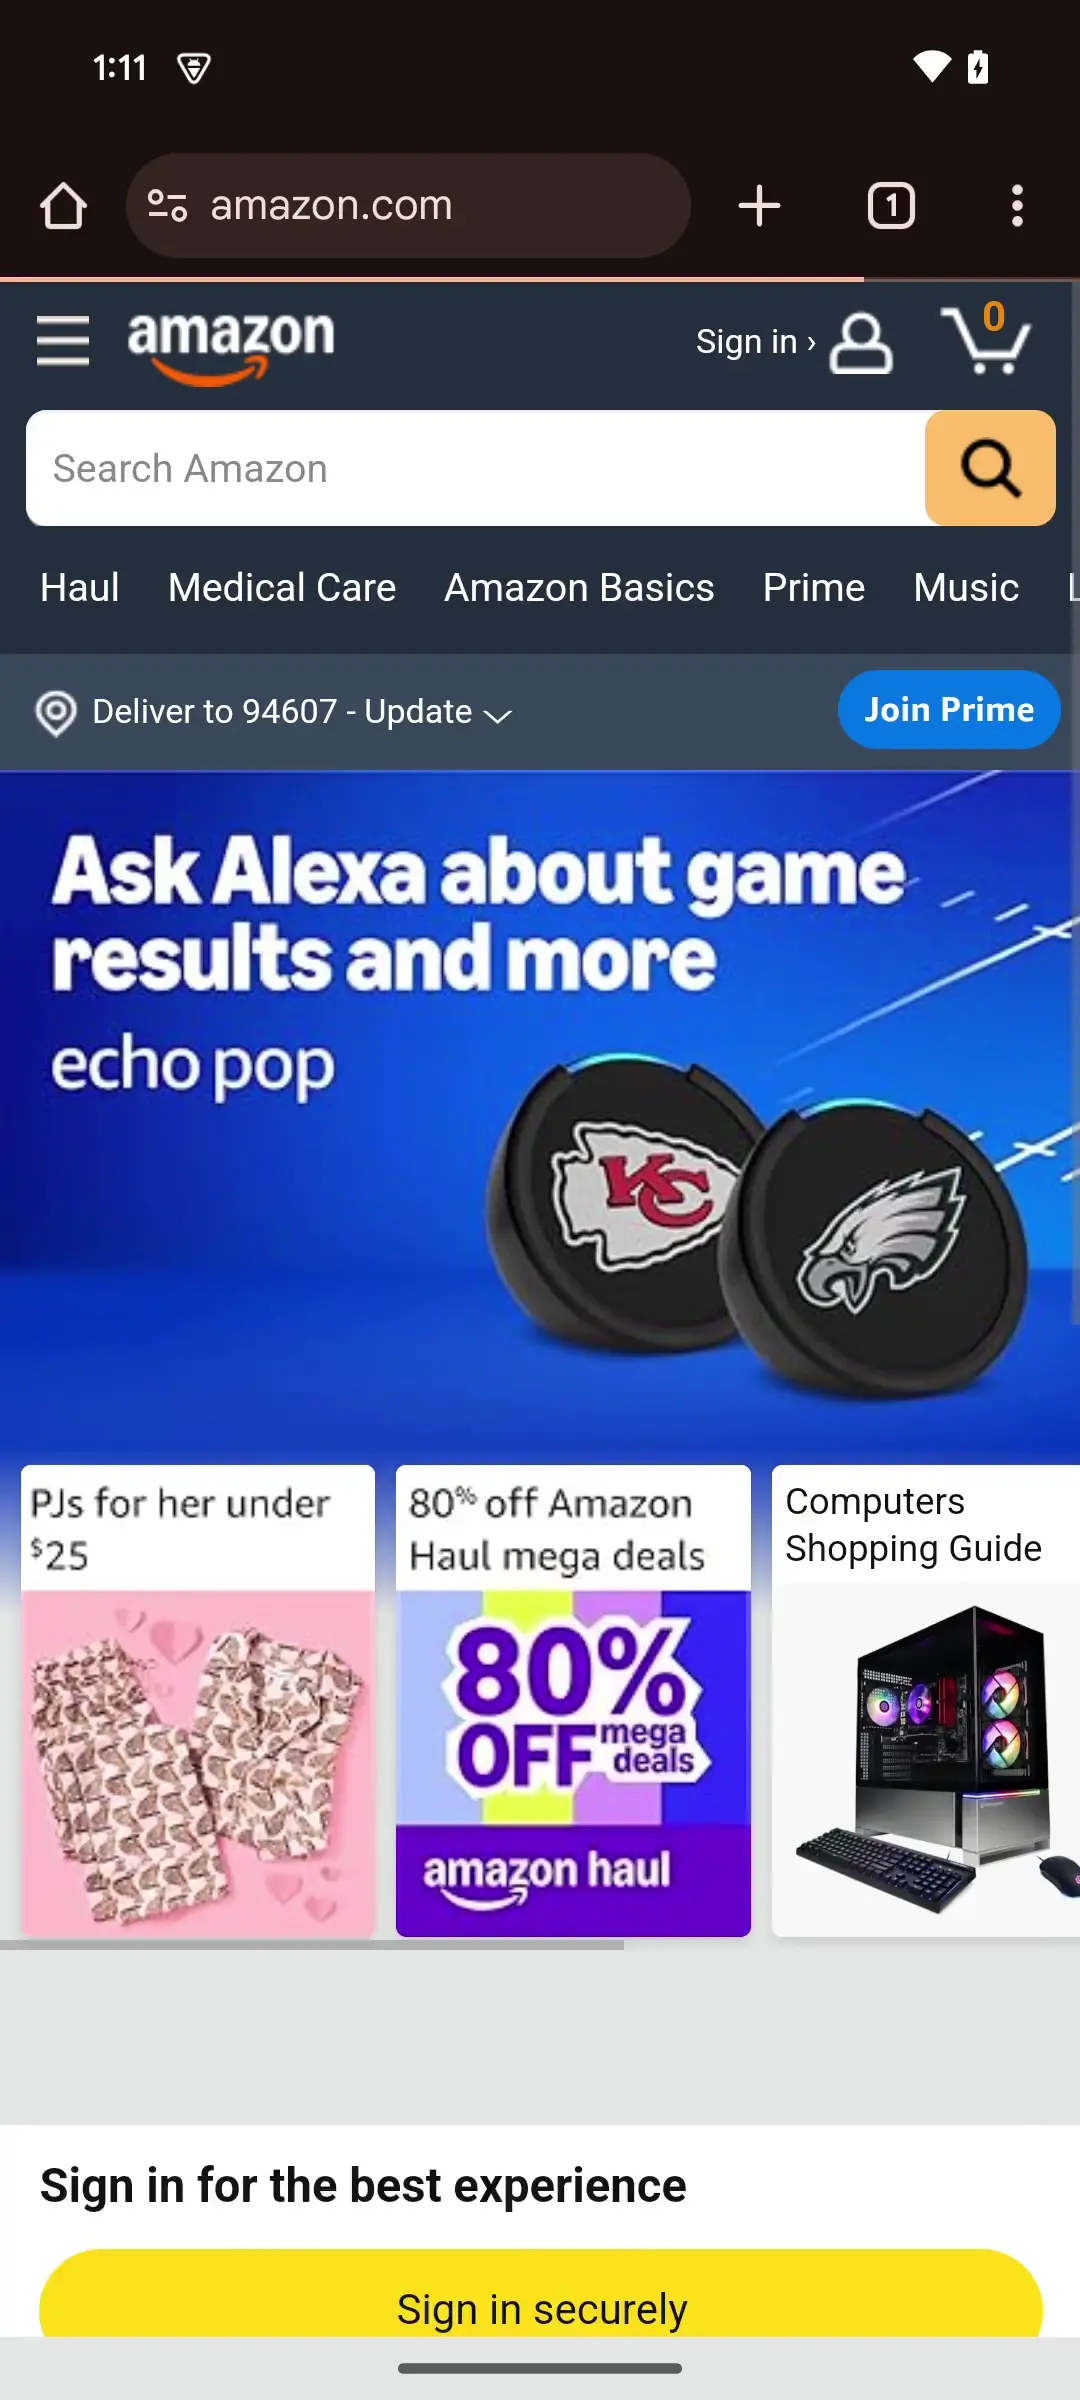 1:11
amazon.com
1
amazon
Sign in ›
0
Search Amazon
Haul Medical Care Amazon Basics Prime Music
Deliver to 94607 - Update
Join Prime
Ask Alexa about game
results and more
echo pop
KC
PJs for her under
$25
80% off Amazon
Haul mega deals
Computers
Shopping Guide
80%
OFF mega
deals
amazon haul
Sign in for the best experience
Sign in securely